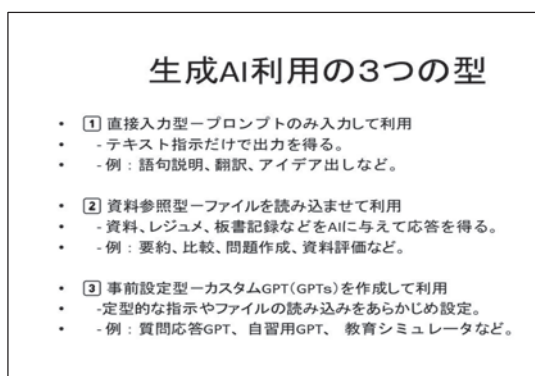 生成AI利用の3つの型
• 1 直接入力型－プロンプトのみ入力して利用
• - テキスト指示だけで出力を得る。
• - 例：語句説明、翻訳、アイデア出しなど。
• 2 資料参照型－ファイルを読み込ませて利用
• - 資料、レジュメ、板書記録などをAIに与えて応答を得る。
• - 例：要約、比較、問題作成、資料評価など。
• 3 事前設定型－カスタムGPT(GPTs)を作成して利用
• -定型的な指示やファイルの読み込みをあらかじめ設定。
• - 例：質問応答GPT、自習用GPT、 教育シミュレータなど。